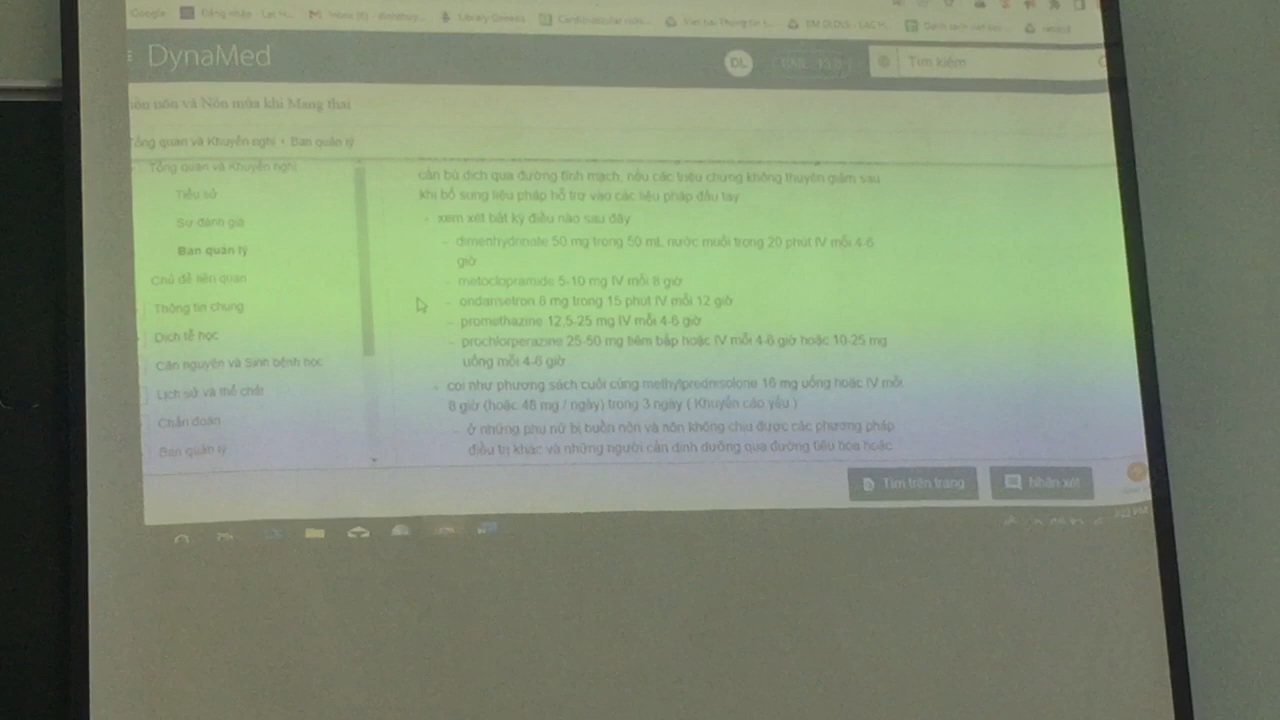 Google
Library Genesis
DynaMed
DL
Tìm kiếm
nôn và Nôn mửa khi Mang thai
Tổng quan và Khuyến nghị • Ban quản lý
Tổng quan và Khuyến nghị
Tiểu sử
Sự đánh giá
Ban quản lý
Chủ đề liên quan
Thông tin chung
Dịch tễ học
Căn nguyên và Sinh bệnh học
Lịch sử và thể chất
Chẩn đoán
Ban quản lý
cần bù dịch qua đường tĩnh mạch, nếu các triệu chứng không thuyên giảm sau
khi bổ sung liệu pháp hỗ trợ vào các liệu pháp đầu tay
xem xét bất kỳ điều nào sau đây
– dimenhydrinate 50 mg trong 50 mL nước muối trong 20 phút IV mỗi 4-6
giờ
– metoclopramide 5-10 mg IV mỗi 8 giờ
– ondansetron 8 mg trong 15 phút IV mỗi 12 giờ
– promethazine 12,5-25 mg IV mỗi 4-6 giờ
– prochlorperazine 25-50 mg tiêm bắp hoặc IV mỗi 4-6 giờ hoặc 10-25 mg
uống mỗi 4-6 giờ
coi như phương sách cuối cùng methylprednisolone 16 mg uống hoặc IV mỗi
8 giờ (hoặc 48 mg / ngày) trong 3 ngày ( Khuyến cáo yếu )
– ở những phụ nữ bị buồn nôn và nôn không chịu được các phương pháp
điều trị khác và những người cần dinh dưỡng qua đường tiêu hóa hoặc
Tìm trên trang
Nhận xét